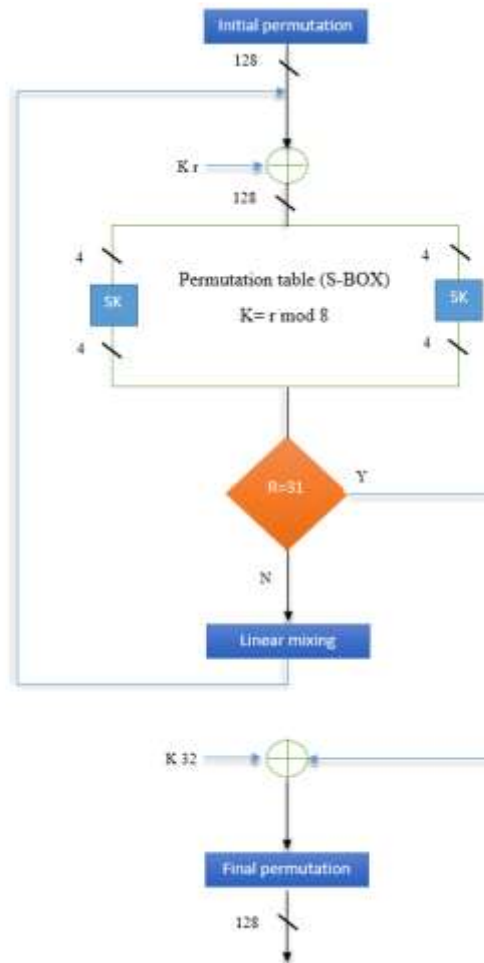 Initial permutation
128
K r
128
4
4
SK
Permutation table (S-BOX)
SK
K= r mod 8
4
4
R=31
Y
N
Linear mixing
K 32
Final permutation
128